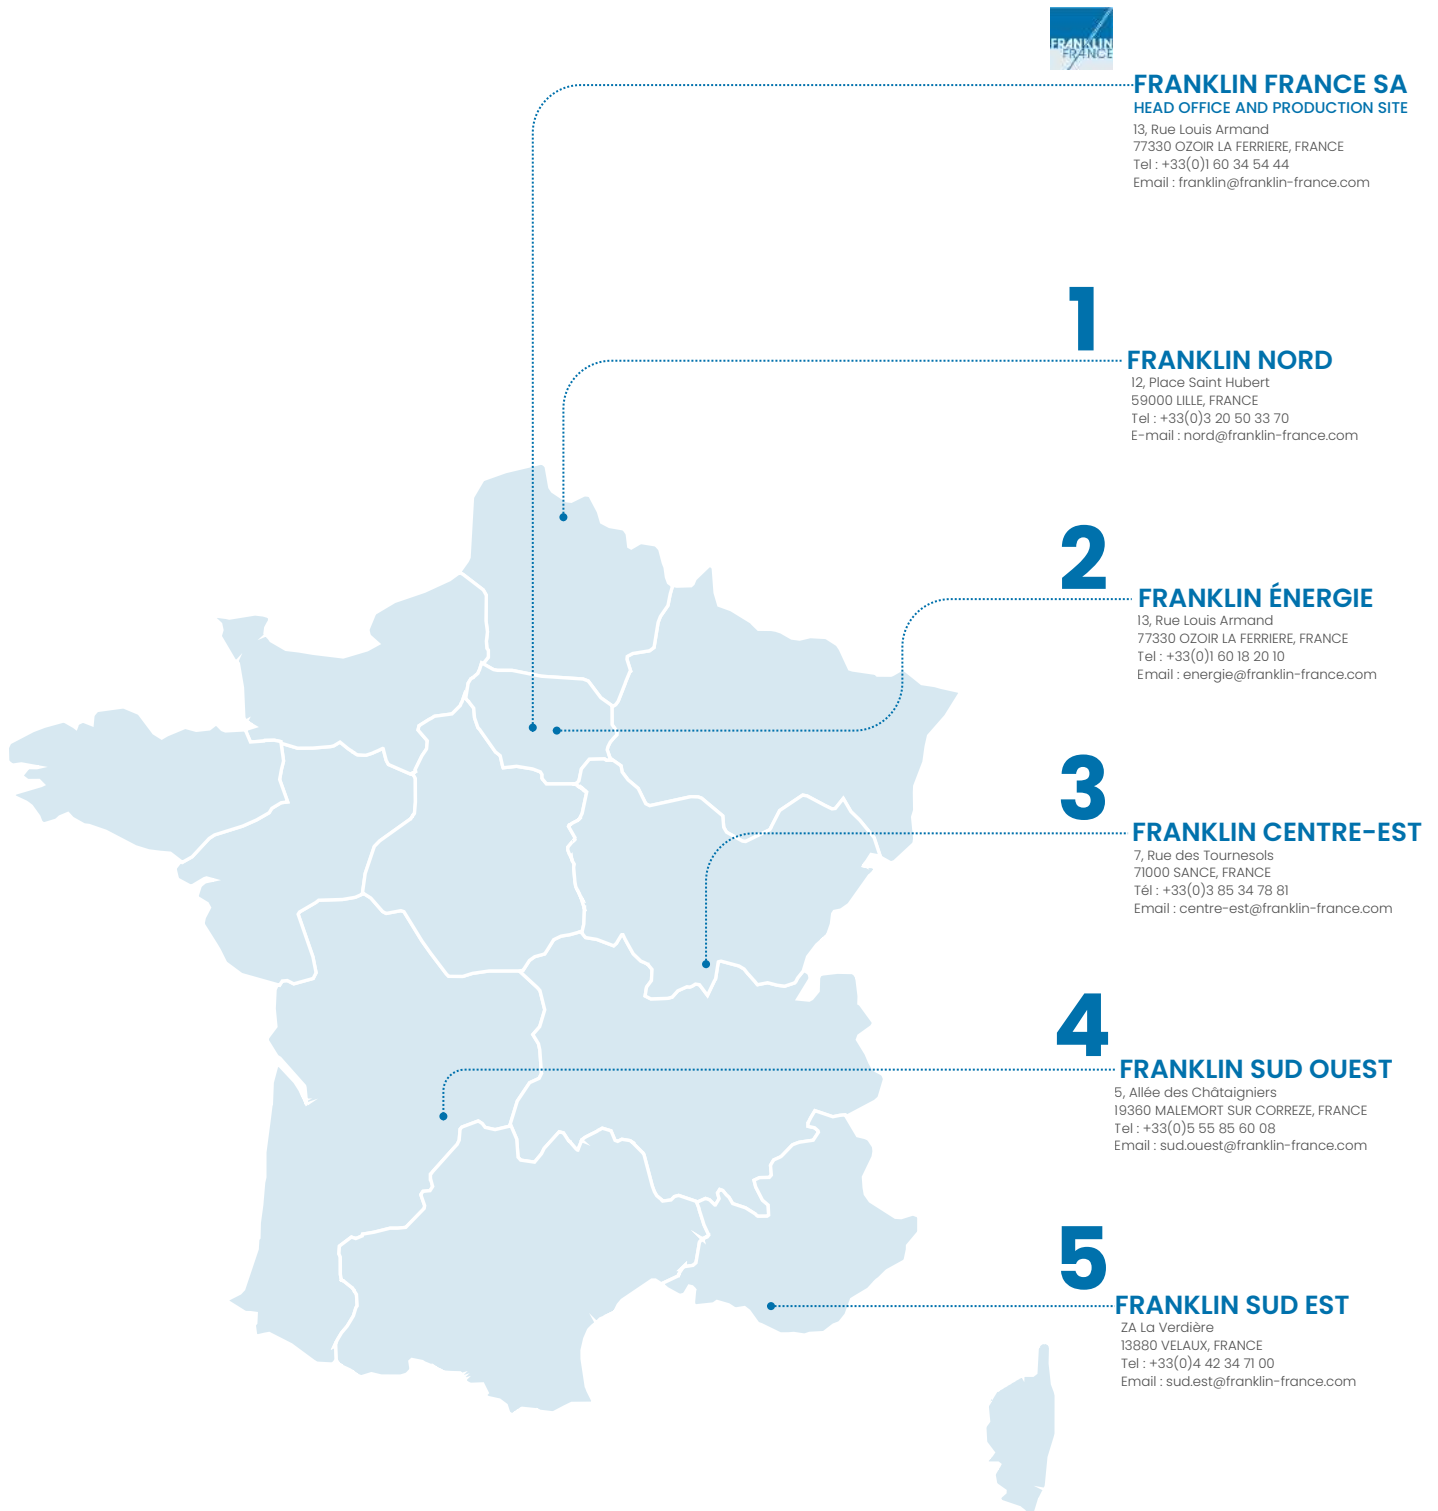 FRANKLIN
FRANCE
FRANKLIN FRANCE SA
HEAD OFFICE AND PRODUCTION SITE
13, Rue Louis Armand
77330 OZOIR LA FERRIERE, FRANCE
Tel : +33(0)1 60 34 54 44
Email : franklin@franklin-france.com
1
FRANKLIN NORD
12, Place Saint Hubert
59000 LILLE, FRANCE
Tel : +33(0)3 20 50 33 70
E-mail : nord@franklin-france.com
2
FRANKLIN ÉNERGIE
13, Rue Louis Armand
77330 OZOIR LA FERRIERE, FRANCE
Tel : +33(0)1 60 18 20 10
Email : energie@franklin-france.com
3
FRANKLIN CENTRE-EST
7, Rue des Tournesols
71000 SANCE, FRANCE
Tél : +33(0)3 85 34 78 81
Email : centre-est@franklin-france.com
4
FRANKLIN SUD OUEST
5, Allée des Châtaigniers
19360 MALEMORT SUR CORREZE, FRANCE
Tel : +33(0)5 55 85 60 08
Email : sud.ouest@franklin-france.com
5
FRANKLIN SUD EST
ZA La Verdière
13880 VELAUX, FRANCE
Tel : +33(0)4 42 34 71 00
Email : sud.est@franklin-france.com